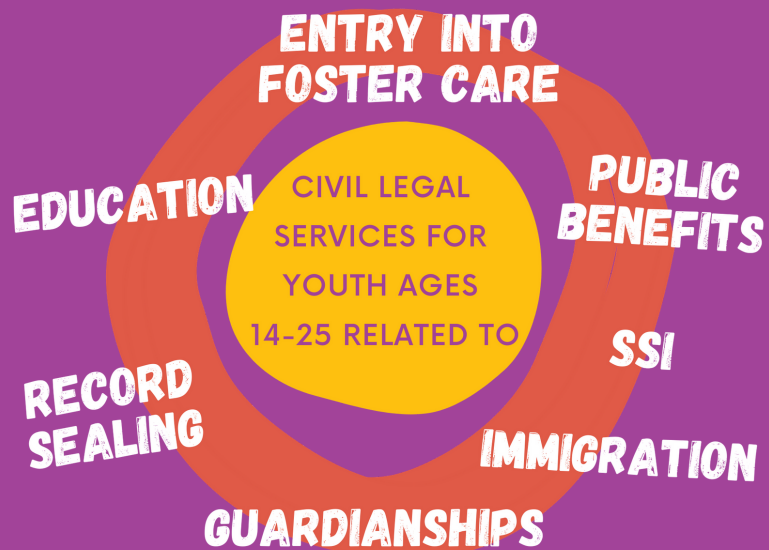 ENTRY INTO
FOSTER CARE
EDUCATION
CIVIL LEGAL
SERVICES FOR
YOUTH AGES
14-25 RELATED TO
PUBLIC
BENEFITS
SSI
RECORD
SEALING
IMMIGRATION
GUARDIANSHIPS